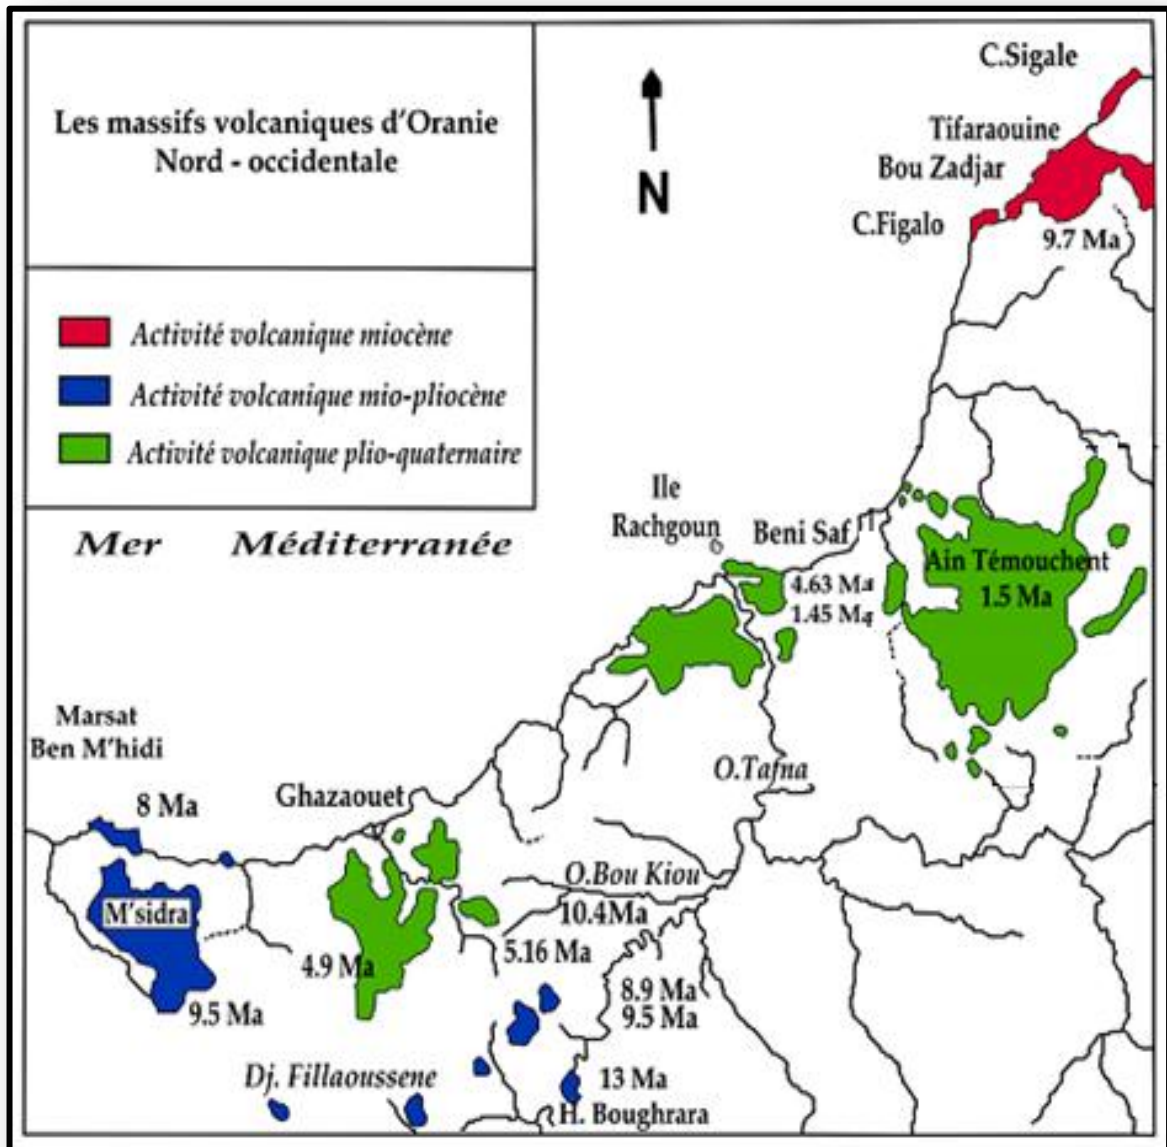 Les massifs volcaniques d'Oranie
Nord - occidentale
Activité volcanique miocène
Activité volcanique mio-pliocène
Activité volcanique plio-quaternaire
N
C.Sigale
Tifaraouine
Bou Zadjar
C.Figalo
9.7 Ma
Mer Méditerranée
Ile
Rachgoun
Beni Saf
4.63 Ma
1.45 Ma
Ain Témouchent
1.5 Ma
Marsat
Ben M'hidi
8 Ma
Ghazaouet
O.Tafna
M'sidra
O.Bou Kiou
10.4Ma
5.16 Ma
4.9 Ma
9.5 Ma
8.9 Ma
9.5 Ma
Dj. Fillaoussene
13 Ma
H. Boughrara